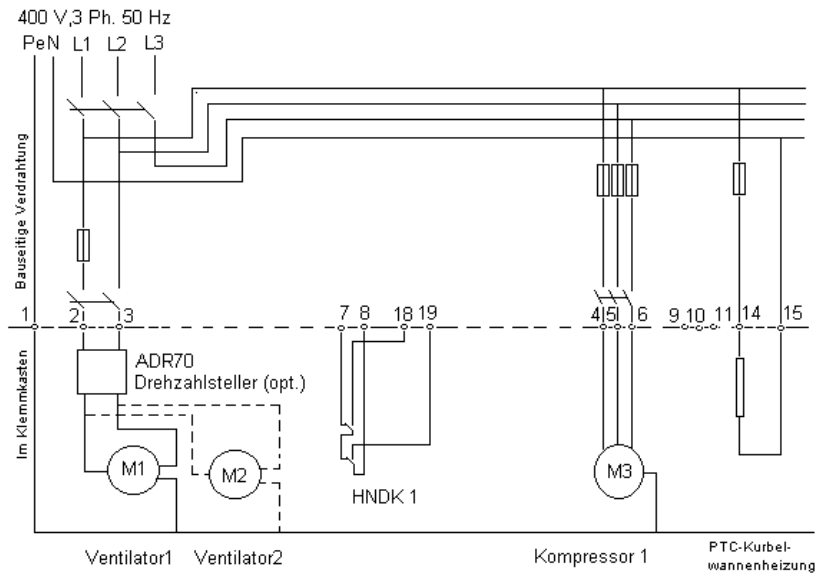 400 V,3 Ph. 50 Hz
Pe N L1 L2 L3
Bauseitige Verdrahtung
1 2 3 7 8 18 19 4 5 6 9 10 11 14 15
Im Klemmkasten
ADR70
Drehzahlsteller (opt.)
M1 M2 M3
HNDK 1
Ventilator1 Ventilator2 Kompressor 1
PTC-Kurbel-
wannenheizung